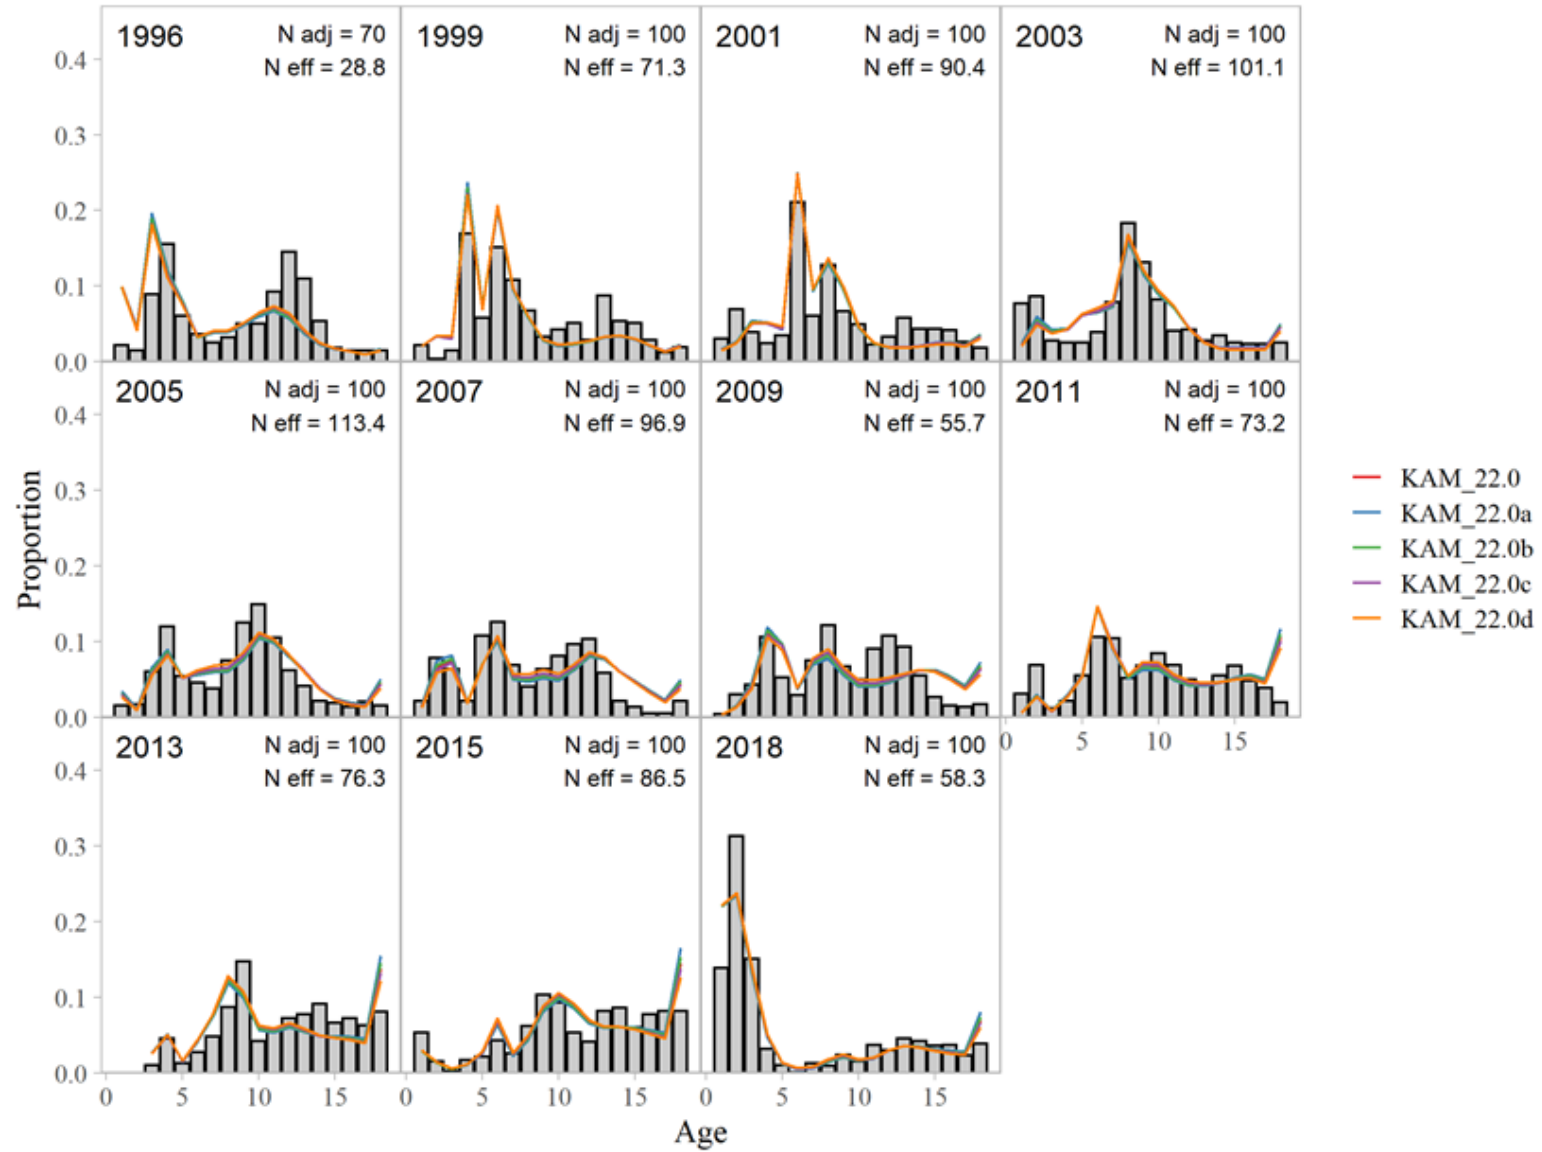 1996 N adj = 70
N eff = 28.8
1999 N adj = 100
N eff = 71.3
2001 N adj = 100
N eff = 90.4
2003 N adj = 100
N eff = 101.1
0.4
0.3
0.2
0.1
0.0
2005 N adj = 100
N eff = 113.4
2007 N adj = 100
N eff = 96.9
2009 N adj = 100
N eff = 55.7
2011 N adj = 100
N eff = 73.2
0.4
0.3
0.2
0.1
0.0
0 5 10 15
2013 N adj = 100
N eff = 76.3
2015 N adj = 100
N eff = 86.5
2018 N adj = 100
N eff = 58.3
0.4
0.3
0.2
0.1
0.0
0 5 10 15
0 5 10 15
0 5 10 15
Proportion
Age
KAM_22.0
KAM_22.0a
KAM_22.0b
KAM_22.0c
KAM_22.0d